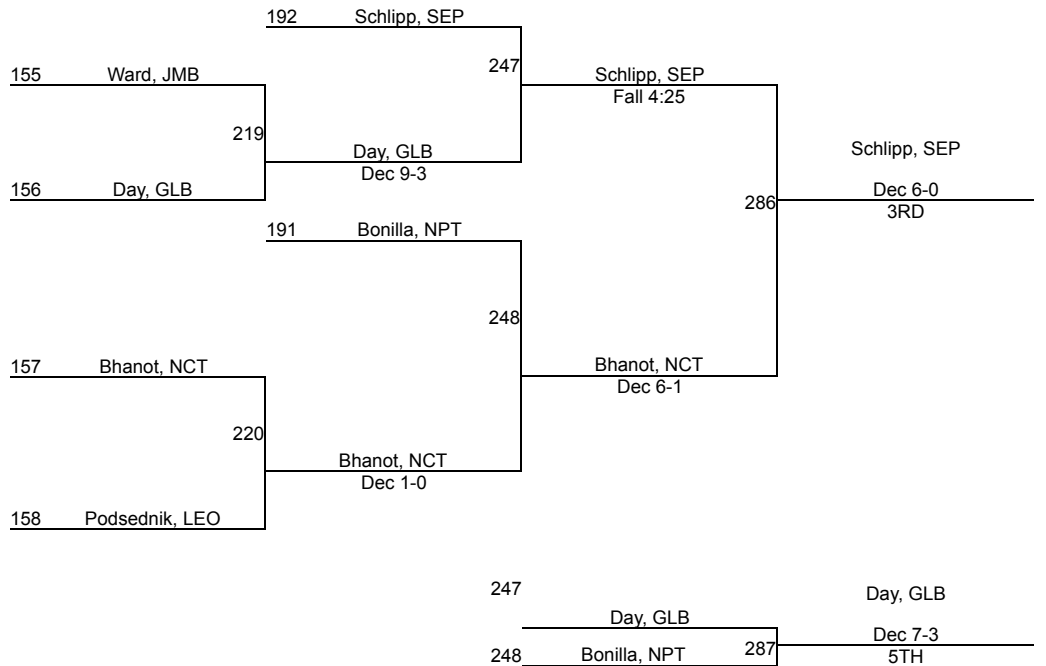 192 Schlipp, SEP
247
155 Ward, JMB
Schlipp, SEP
Fall 4:25
219
Day, GLB
Dec 9-3
Schlipp, SEP
156 Day, GLB
286
Dec 6-0
3RD
191 Bonilla, NPT
248
157 Bhanot, NCT
Bhanot, NCT
Dec 6-1
220
Bhanot, NCT
Dec 1-0
158 Podsednik, LEO
247
Day, GLB
Day, GLB
Dec 7-3
248 Bonilla, NPT 287
5TH